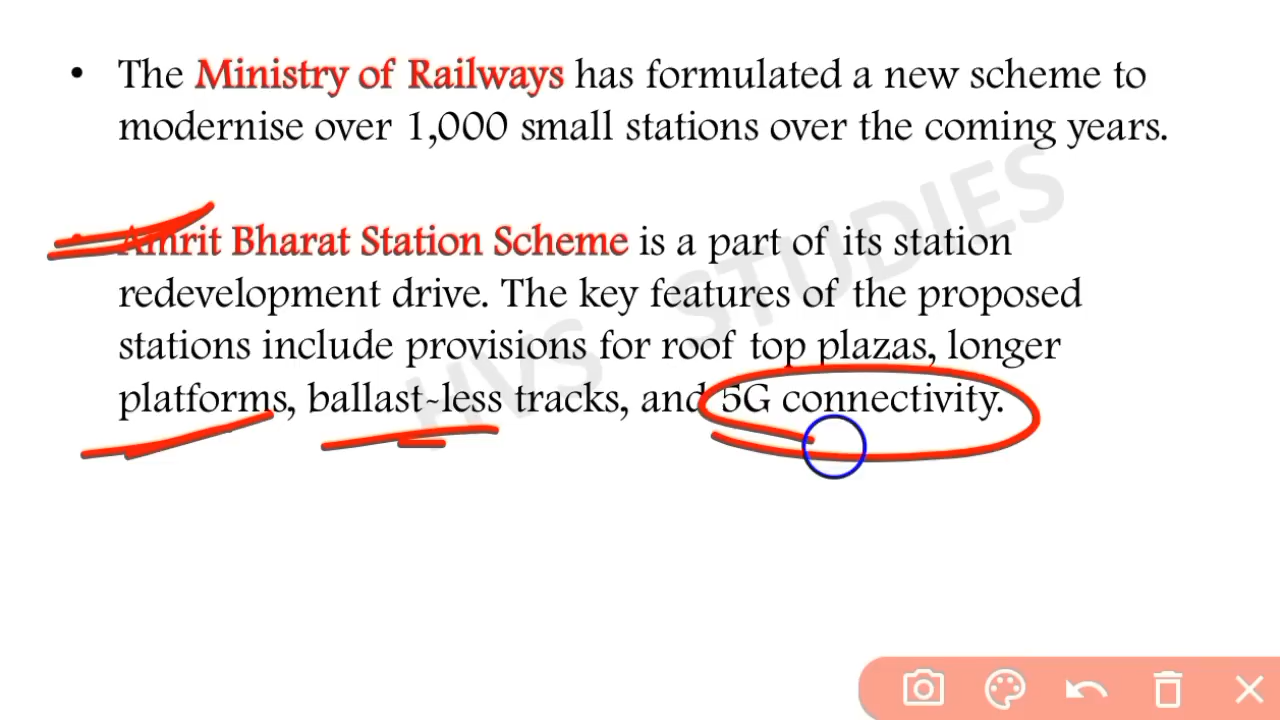 • The Ministry of Railways has formulated a new scheme to
modernise over 1,000 small stations over the coming years.
• Amrit Bharat Station Scheme is a part of its station
redevelopment drive. The key features of the proposed
stations include provisions for roof top plazas, longer
platforms, ballast-less tracks, and 5G connectivity.
HVS STUDIES